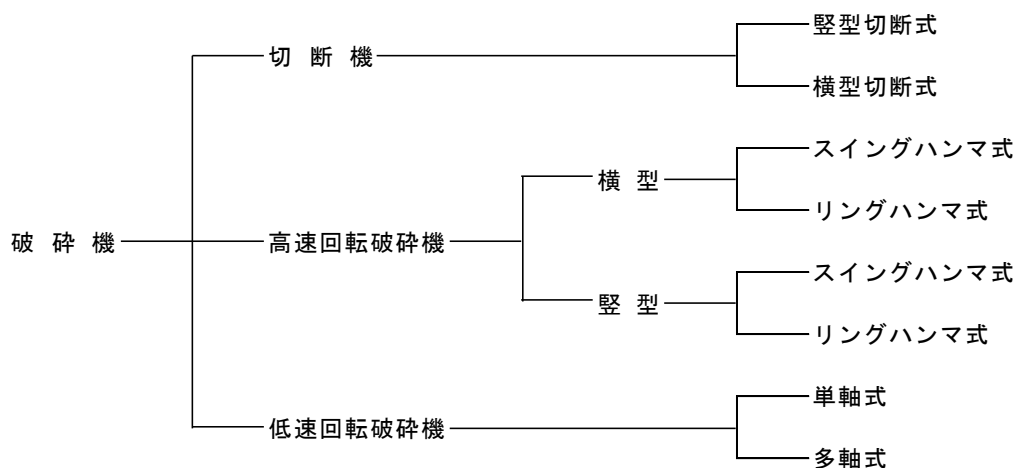 竪型切断式
切断機
横型切断式
スイングハンマ式
横型
リングハンマ式
破砕機
高速回転破砕機
スイングハンマ式
竪型
リングハンマ式
単軸式
低速回転破砕機
多軸式